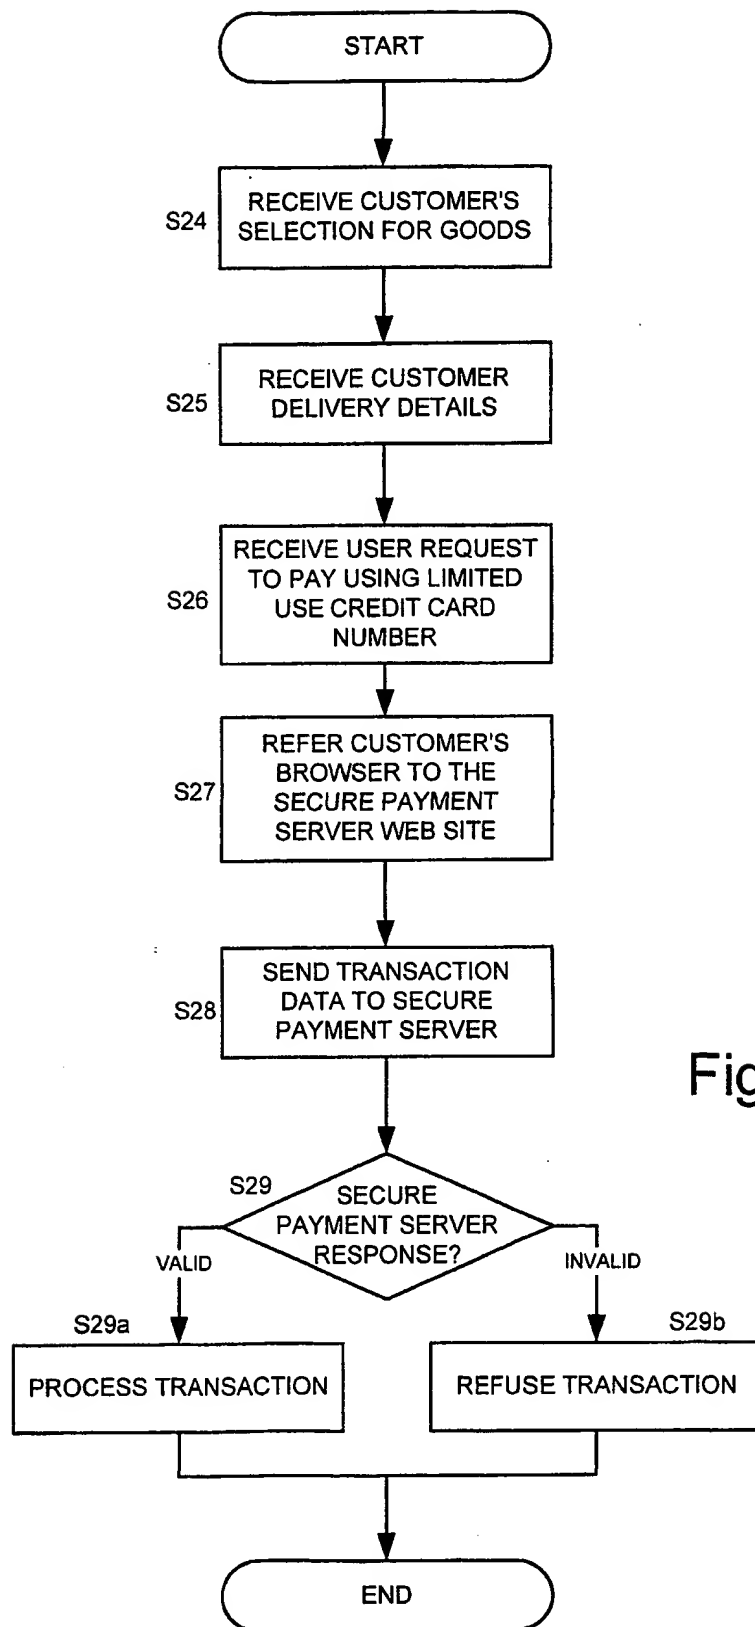 START
S24
RECEIVE CUSTOMER'S
SELECTION FOR GOODS
S25
RECEIVE CUSTOMER
DELIVERY DETAILS
S26
RECEIVE USER REQUEST
TO PAY USING LIMITED
USE CREDIT CARD
NUMBER
S27
REFER CUSTOMER'S
BROWSER TO THE
SECURE PAYMENT
SERVER WEB SITE
S28
SEND TRANSACTION
DATA TO SECURE
PAYMENT SERVER
Fig
S29
SECURE
PAYMENT SERVER
RESPONSE?
VALID
INVALID
S29a
S29b
PROCESS TRANSACTION
REFUSE TRANSACTION
END